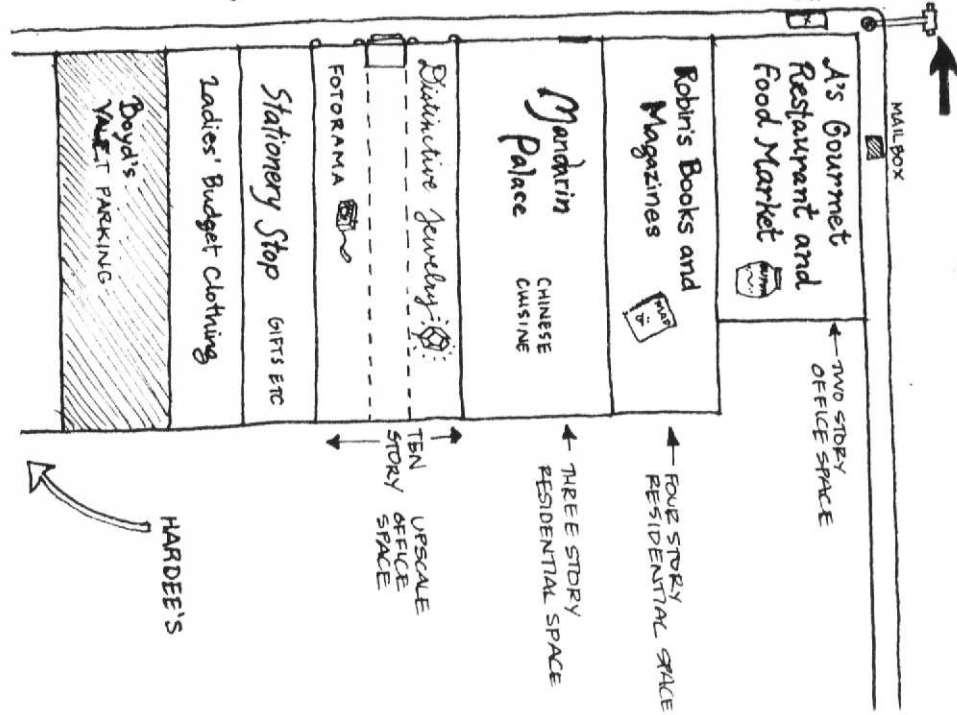 MAILBOX
A's Gourmet
Restaurant and
Food Market
TWO STORY
OFFICE SPACE
Robin's Books and
Magazines
MAP
FOUR STORY
RESIDENTIAL SPACE
Mandarin
Palace
CHINESE
CUISINE
THREE STORY
RESIDENTIAL SPACE
Distinctive Jewelry
FOTORAMA
TEN
STORY
UPSCALE
OFFICE
SPACE
Stationery Stop
GIFTS ETC
Ladies' Budget Clothing
Boyd's
VALET PARKING
HARDEE'S